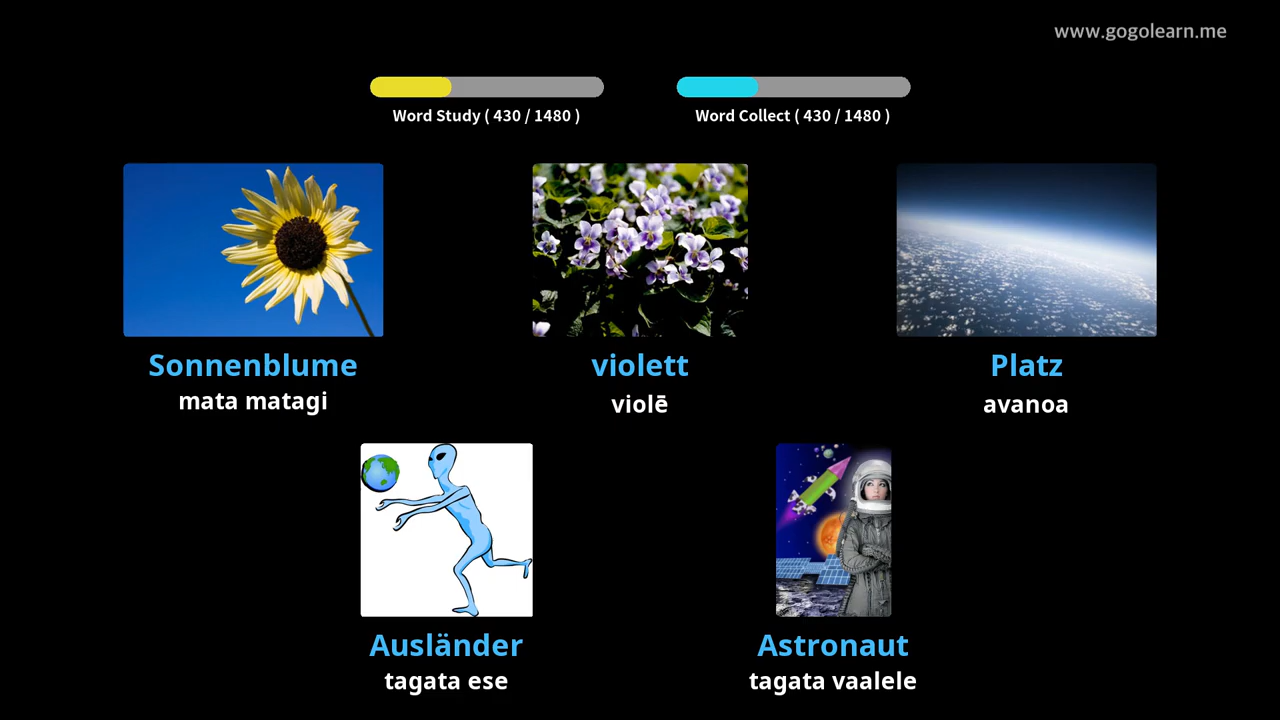 www.gogolearn.me
Word Study ( 430 / 1480 )
Word Collect ( 430 / 1480 )
Sonnenblume
mata matagi
violett
violē
Platz
avanoa
Ausländer
tagata ese
Astronaut
tagata vaalele